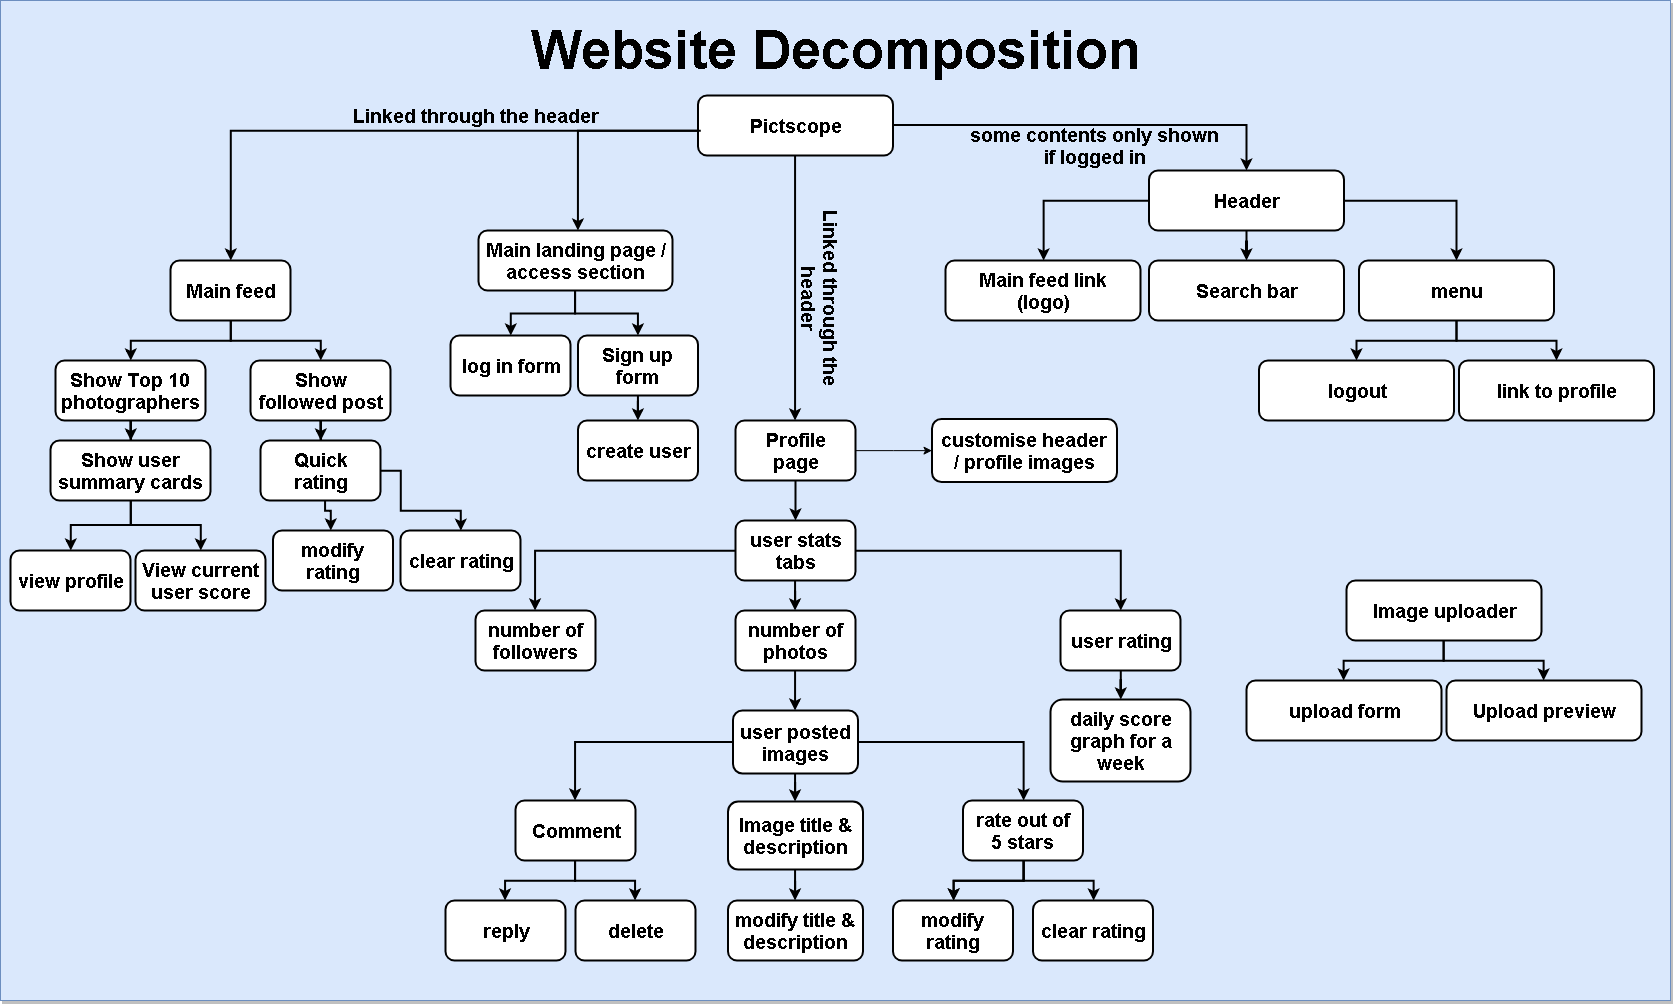 Website Decomposition
Linked through the header
Pictscope
some contents only shown
if logged in
Header
Main feed link
(logo)
Search bar
menu
logout
link to profile
Main feed
Show Top 10
photographers
Show
followed post
Show user
summary cards
Quick
rating
view profile
View current
user score
modify
rating
clear rating
Main landing page /
access section
log in form
Sign up
form
create user
Linked through the
header
Profile
page
customise header
/ profile images
user stats
tabs
number of
followers
number of
photos
user rating
daily score
graph for a
week
user posted
images
Comment
Image title &
description
rate out of
5 stars
reply
delete
modify title &
description
modify
rating
clear rating
Image uploader
upload form
Upload preview